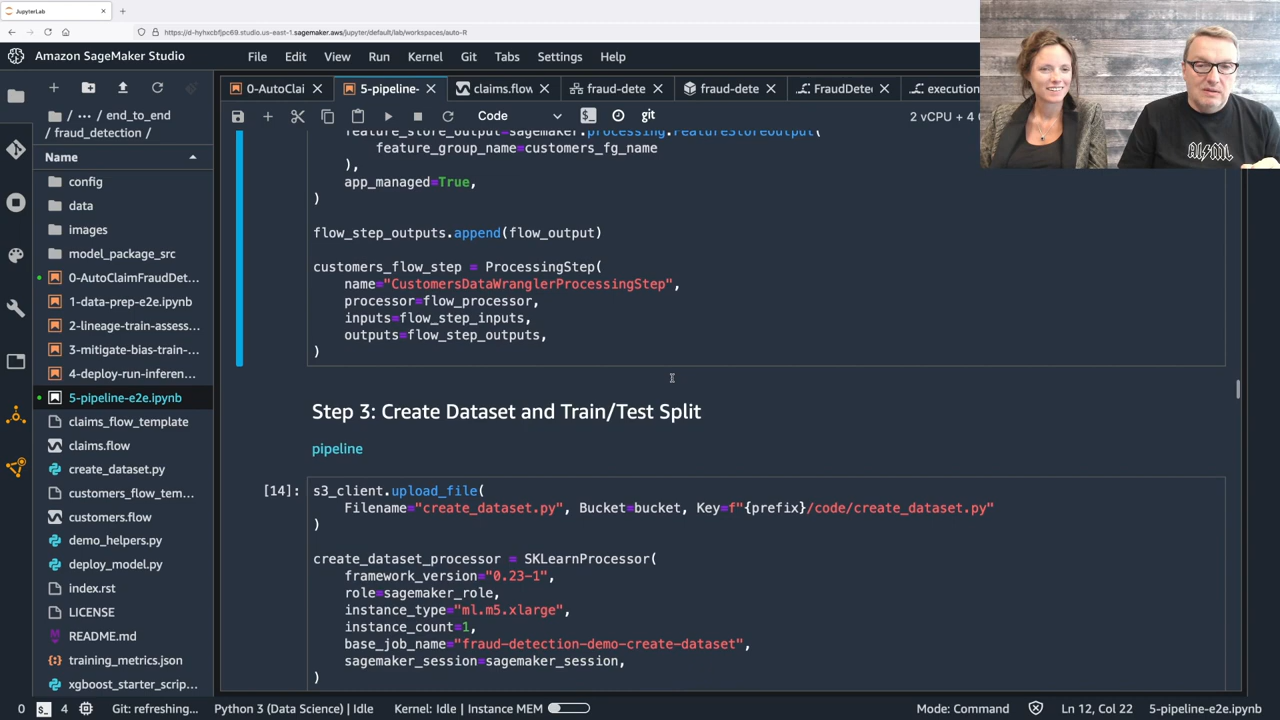 JupyterLab
https://d-hyhxcbfjpc69.studio.us-east-1.sagemaker.aws/jupyter/default/lab/workspaces/auto-R
Amazon SageMaker Studio
File Edit View Run Kernel Git Tabs Settings Help
0-AutoClai
5-pipeline-
claims.fl
fraud-dete
fraud-dete
FraudDete
execution
/ ··· / end_to_end
/ fraud_detection /
Name
config
data
images
model_package_src
0-AutoClaimFraudDet...
1-data-prep-e2e.ipynb
2-lineage-train-assess...
3-mitigate-bias-train-...
4-deploy-run-inferen...
5-pipeline-e2e.ipynb
claims_flow_template
claims.flow
create_dataset.py
customers_flow_tem...
customers.flow
demo_helpers.py
deploy_model.py
index.rst
LICENSE
README.md
training_metrics.json
xgboost_starter_scrip...
Code
git
2 vCPU + 4
feature_store_output=sagemaker.processing.FeatureStoreOutput(
feature_group_name=customers_fg_name
),
app_managed=True,
)
flow_step_outputs.append(flow_output)
customers_flow_step = ProcessingStep(
name="CustomersDataWranglerProcessingStep",
processor=flow_processor,
inputs=flow_step_inputs,
outputs=flow_step_outputs,
)
Step 3: Create Dataset and Train/Test Split
pipeline
[14]:
s3_client.upload_file(
Filename="create_dataset.py", Bucket=bucket, Key=f"{prefix}/code/create_dataset.py"
)
create_dataset_processor = SKLearnProcessor(
framework_version="0.23-1",
role=sagemaker_role,
instance_type="ml.m5.xlarge",
instance_count=1,
base_job_name="fraud-detection-demo-create-dataset",
sagemaker_session=sagemaker_session,
)
AI/ML
0 4 Git: refreshing... Python 3 (Data Science) | Idle Kernel: Idle | Instance MEM
Mode: Command Ln 12, Col 22 5-pipeline-e2e.ipynb